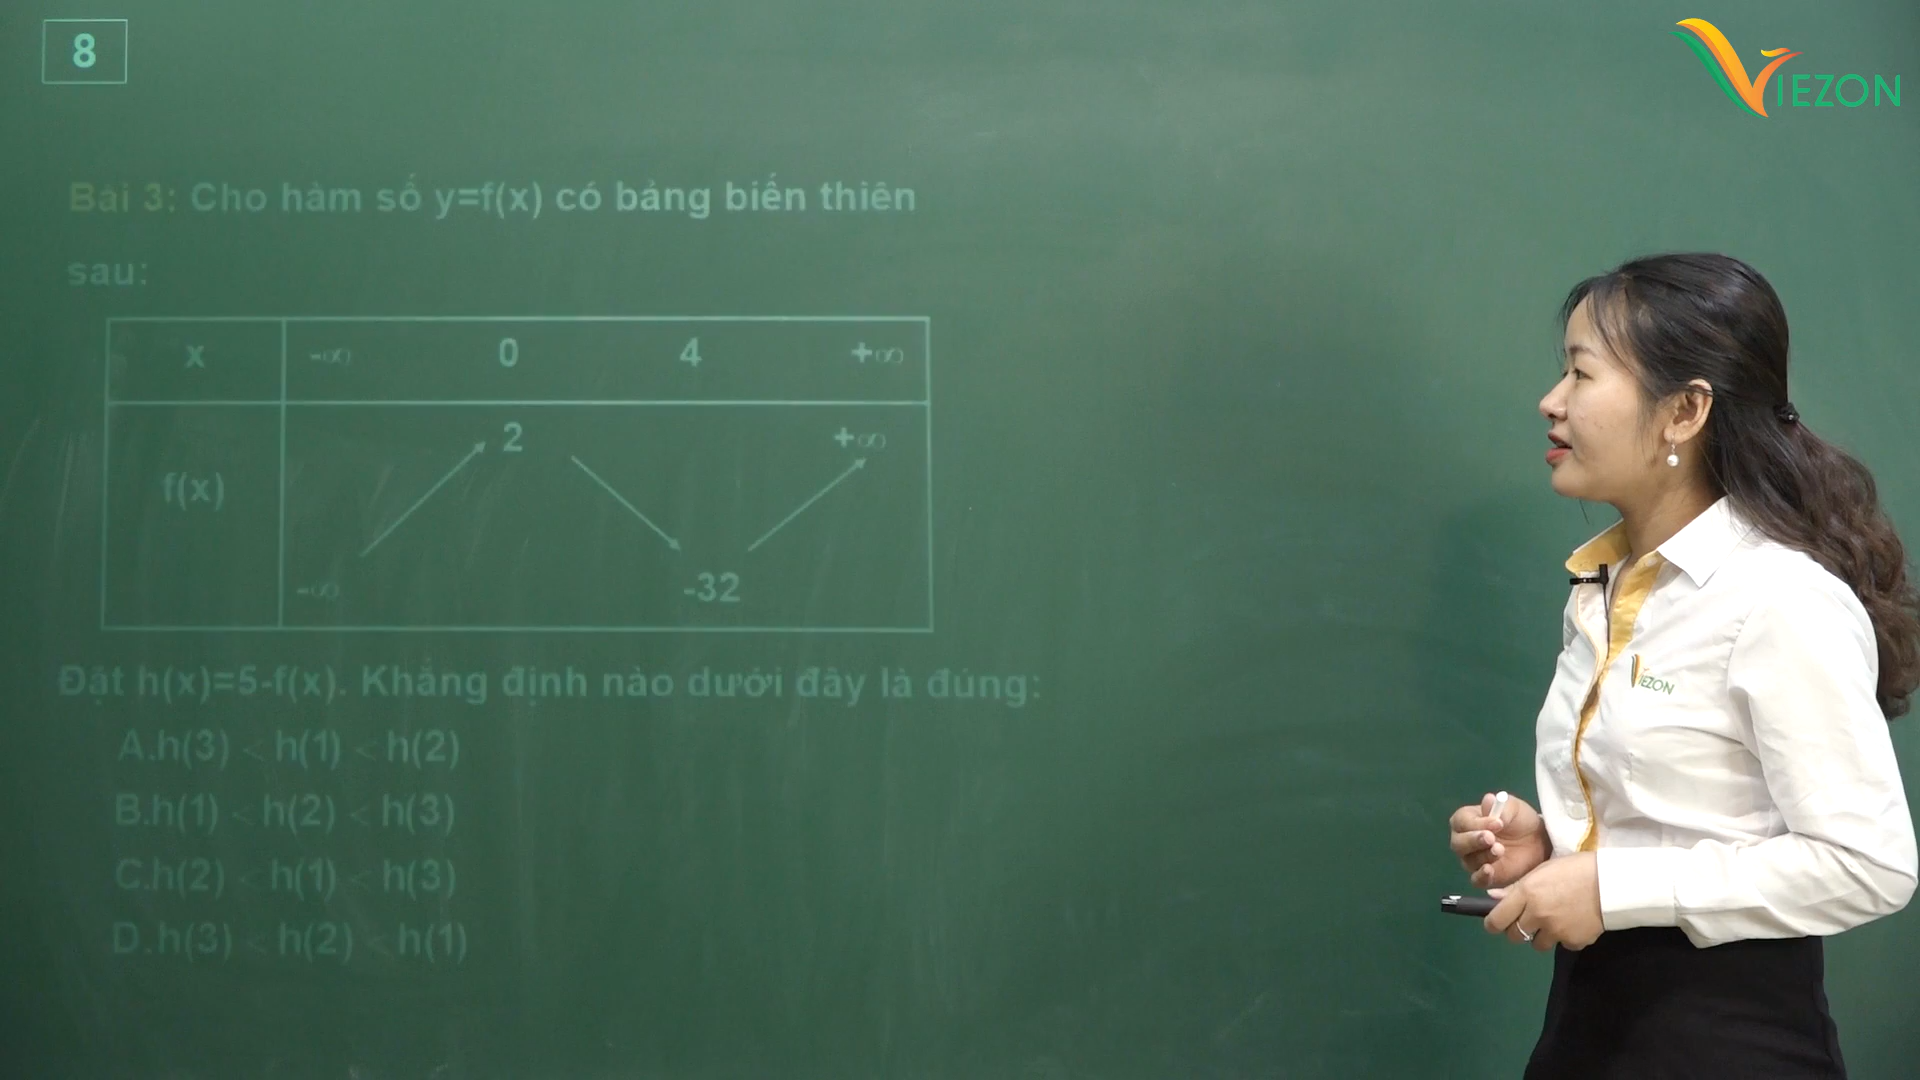 8
VIEZON
Bài 3: Cho hàm số y=f(x) có bảng biến thiên
sau:
x -∞ 0 4 +∞
2 +∞
f(x)
-∞ -32
Đặt h(x)=5-f(x). Khẳng định nào dưới đây là đúng:
A.h(3) < h(1) < h(2)
B.h(1) < h(2) < h(3)
C.h(2) < h(1) < h(3)
D.h(3) < h(2) < h(1)
VIEZON